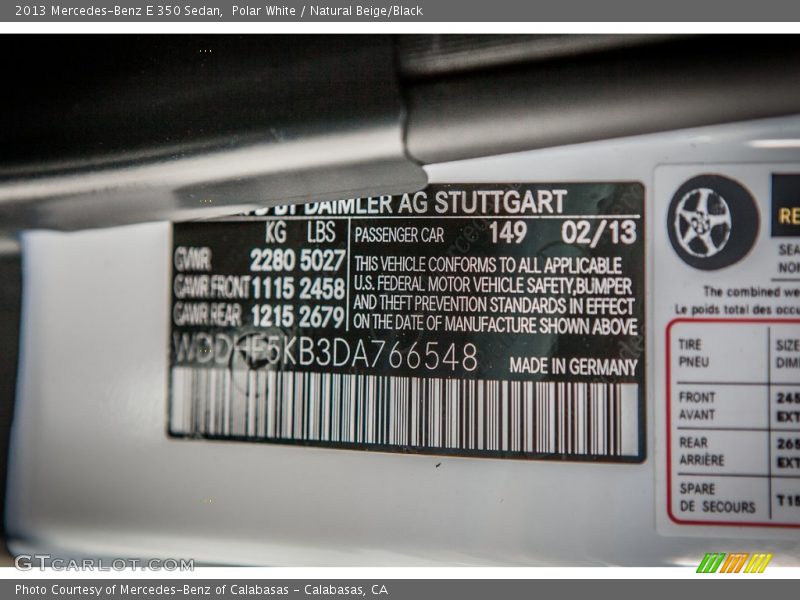 2013 Mercedes-Benz E 350 Sedan,  Polar White / Natural Beige/Black
BY DAIMLER AG STUTTGART
KG LBS
GVWR 2280 5027
GAWR FRONT 1115 2458
GAWR REAR 1215 2679
PASSENGER CAR 149 02/13
THIS VEHICLE CONFORMS TO ALL APPLICABLE
U.S. FEDERAL MOTOR VEHICLE SAFETY,BUMPER
AND THEFT PREVENTION STANDARDS IN EFFECT
ON THE DATE OF MANUFACTURE SHOWN ABOVE
WDDHF5KB3DA766548
MADE IN GERMANY
The combined
Le poids total des
TIRE
PNEU
SIZE
FRONT
AVANT
REAR
ARRIÈRE
SPARE
DE SECOURS
GTCARLOT.COM
Photo Courtesy of Mercedes-Benz of Calabasas - Calabasas, CA